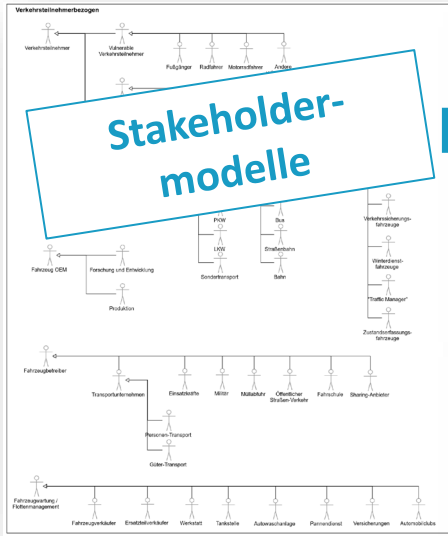 Verkehrsteilnehmerbezogen
Verkehrsteilnehmer
Vulnerable
Verkehrsteilnehmer
Fußgänger
Radfahrer
Motorradfahrer
Andere
Stakeholder-
modelle
PKW
Bus
Verkehrssicherungs-
fahrzeuge
LKW
Straßenbahn
Winterdienst-
fahrzeuge
Sondertransport
Bahn
"Traffic Manager"
Zustandserfassungs-
fahrzeuge
Fahrzeug OEM
Forschung und Entwicklung
Produktion
Fahrzeugbetreiber
Transportunternehmen
Einsatzkräfte
Militär
Müllabfuhr
Öffentlicher
Straßen-Verkehr
Fahrschule
Sharing-Anbieter
Personen-Transport
Güter-Transport
Fahrzeugwartung /
Flottenmanagement
Fahrzeugverkäufer
Ersatzteilverkäufer
Werkstatt
Tankstelle
Autowaschanlage
Pannendienst
Versicherungen
Automobilclubs